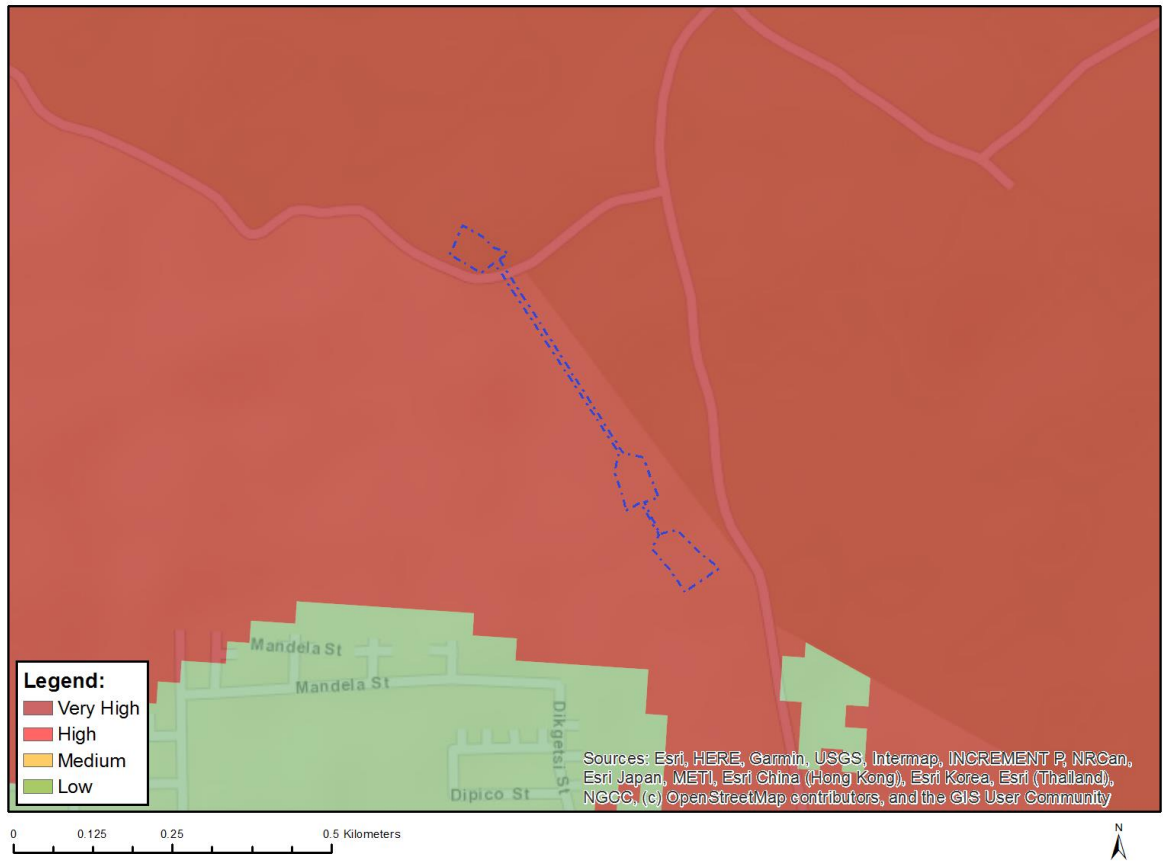 Mandela St
Mandela St
Dikgetsi St
Dipico St
Legend:
Very High
High
Medium
Low
Sources: Esri, HERE, Garmin, USGS, Intermap, INCREMENT P, NRCan,
Esri Japan, METI, Esri China (Hong Kong), Esri Korea, Esri (Thailand),
NGCC, (c) OpenStreetMap contributors, and the GIS User Community
0 0.125 0.25 0.5 Kilometers
N